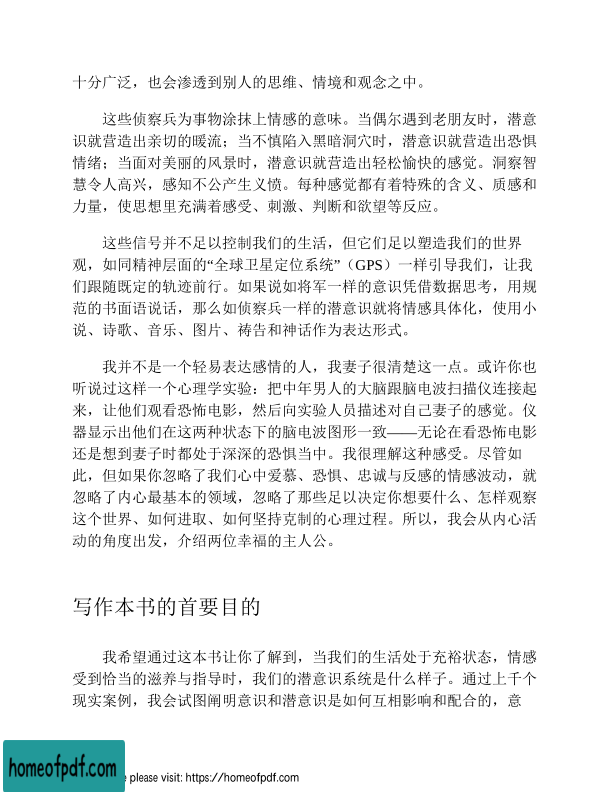 十分广泛，也会渗透到别人的思维、情境和观念之中。
这些侦察兵为事物涂抹上情感的意味。当偶尔遇到老朋友时，潜意
识就营造出亲切的暖流；当不慎陷入黑暗洞穴时，潜意识就营造出恐惧
情绪；当面对美丽的风景时，潜意识就营造出轻松愉快的感觉。洞察智
慧令人高兴，感知不公产生义愤。每种感觉都有着特殊的含义、质感和
力量，使思想里充满着感受、刺激、判断和欲望等反应。
这些信号并不足以控制我们的生活，但它们足以塑造我们的世界
观，如同精神层面的“全球卫星定位系统”（GPS）一样引导我们，让我
们跟随既定的轨迹前行。如果说如将军一样的意识凭借数据思考，用规
范的书面语说话，那么如侦察兵一样的潜意识就将情感具体化，使用小
说、诗歌、音乐、图片、祷告和神话作为表达形式。
我并不是一个轻易表达感情的人，我妻子很清楚这一点。或许你也
听说过这样一个心理学实验：把中年男人的大脑跟脑电波扫描仪连接起
来，让他们观看恐怖电影，然后向实验人员描述对自己妻子的感觉。仪
器显示出他们在这两种状态下的脑电波图形一致——无论在看恐怖电影
还是想到妻子时都处于深深的恐惧当中。我很理解这种感受。尽管如
此，但如果你忽略了我们心中爱慕、恐惧、忠诚与反感的情感波动，就
忽略了内心最基本的领域，忽略了那些足以决定你想要什么、怎样观察
这个世界、如何进取、如何坚持克制的心理过程。所以，我会从内心活
动的角度出发，介绍两位幸福的主人公。
写作本书的首要目的
我希望通过这本书让你了解到，当我们的生活处于充裕状态，情感
受到恰当的滋养与指导时，我们的潜意识系统是什么样子。通过上千个
现实案例，我会试图阐明意识和潜意识是如何互相影响和配合的，意
homeofpdf.com
please visit: https://homeofpdf.com